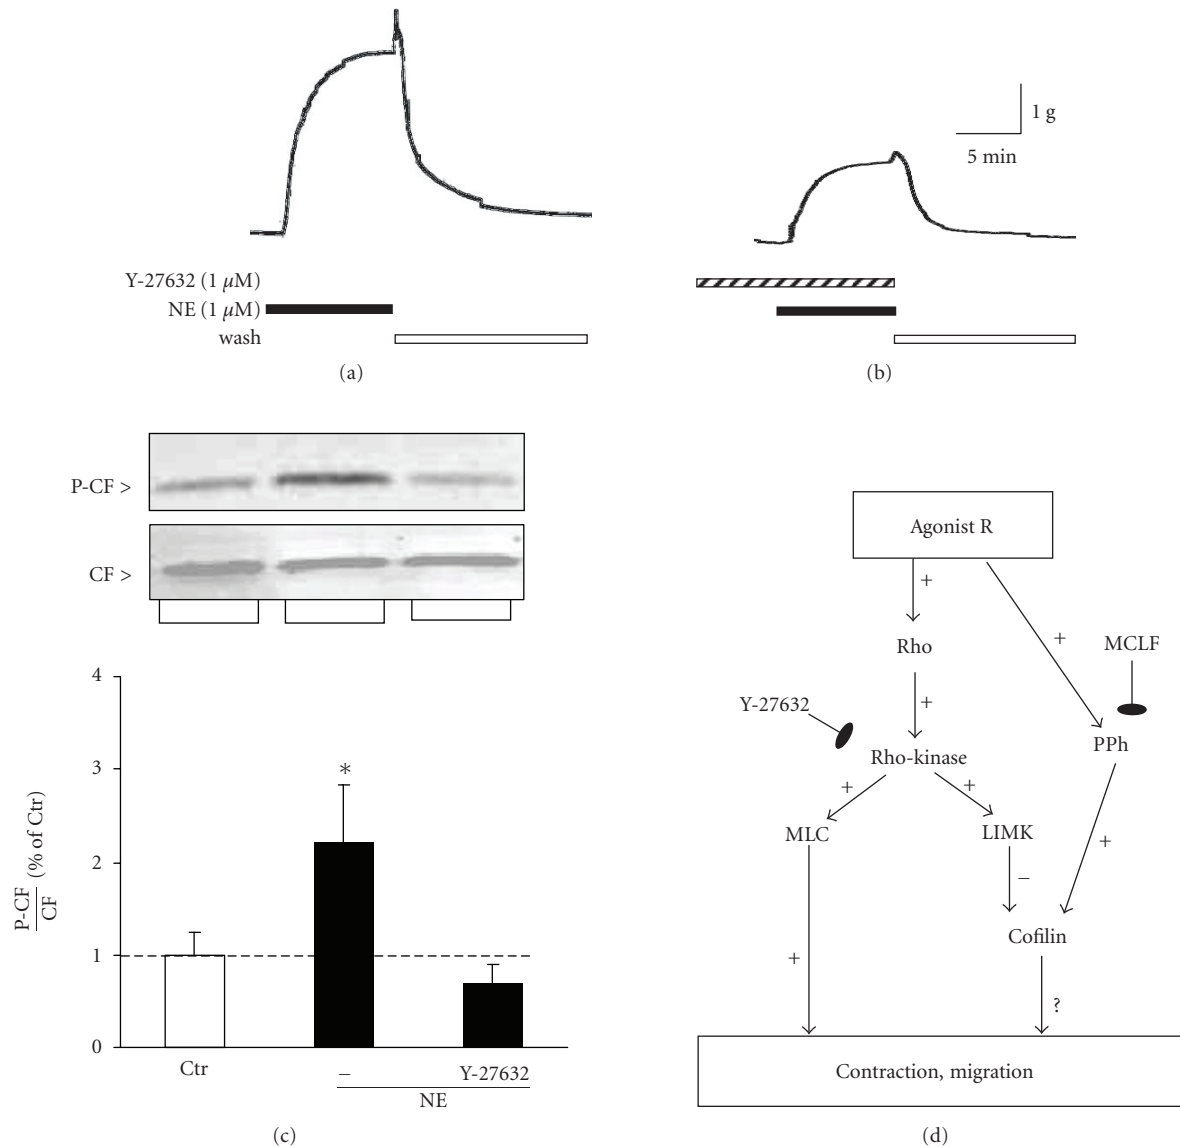 1 g
5 min
Y-27632 (1 µM)
NE (1 µM)
wash
(a)
(b)
P-CF >
CF >
4
3
2
1
0
P-CF
CF
(% of Ctr)
*
Ctr
–
Y-27632
NE
(c)
Agonist R
+
+
Rho
MCLF
Y-27632
+
Rho-kinase
PPh
+
+
MLC
LIMK
+
–
Cofilin
+
?
Contraction, migration
(d)